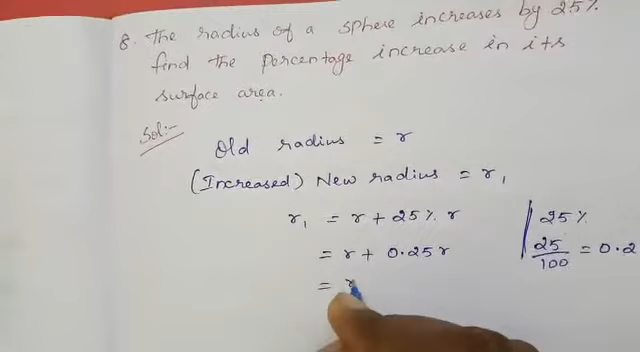 8. The radius of a sphere increases by 25%.
find the percentage increase in its
surface area.
Sol:-
Old radius = r
(Increased) New radius = r₁
r₁ = r + 25% r
= r + 0.25 r
= r
25%
25/100 = 0.2